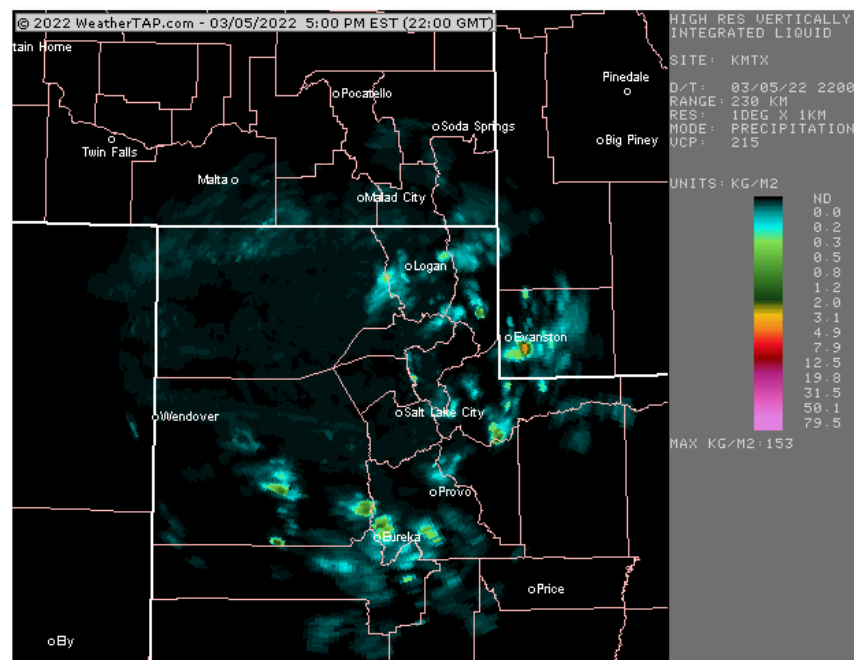 © 2022 WeatherTAP.com - 03/05/2022  5:00 PM EST (22:00 GMT)
tain Home
Pocatello
Soda Springs
Pinedale
Big Piney
Twin Falls
Malta
Malad City
Logan
Evanston
Wendover
Salt Lake City
Provo
Eureka
Price
Ely
HIGH RES VERTICALLY
INTEGRATED LIQUID
SITE: KMTX
D/T: 03/05/22 2200
RANGE: 230 KM
RES: 1DEG X 1KM
MODE: PRECIPITATION
VCP: 215
UNITS: KG/M2
ND
0.0
0.2
0.3
0.5
0.8
1.2
2.0
3.1
4.9
7.9
12.5
19.8
31.5
50.1
79.5
MAX KG/M2:153